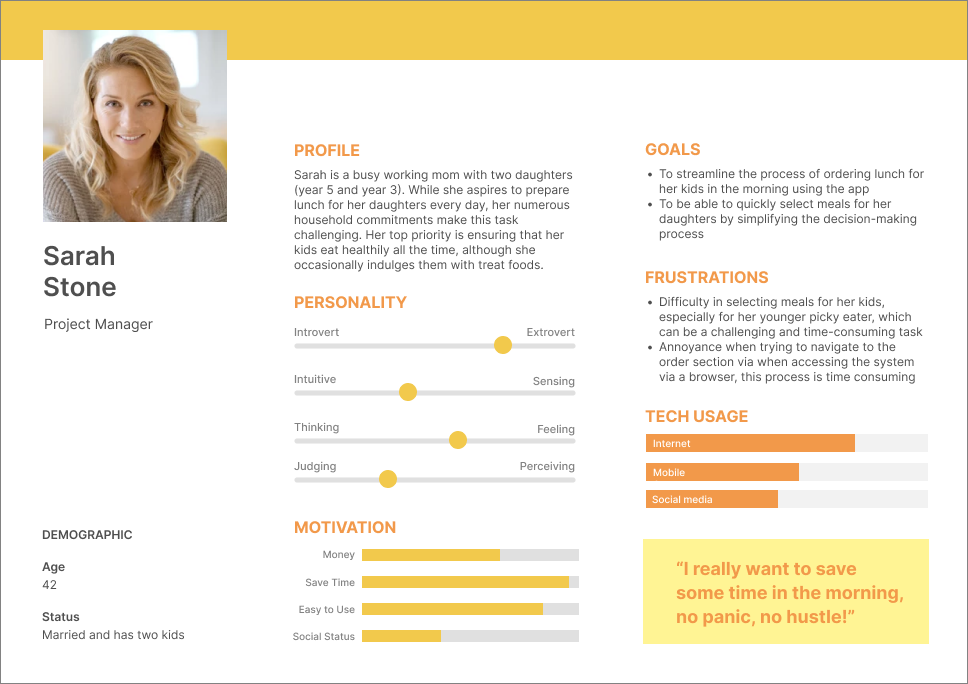 Sarah
Stone
Project Manager
DEMOGRAPHIC
Age
42
Status
Married and has two kids
PROFILE
Sarah is a busy working mom with two daughters
(year 5 and year 3). While she aspires to prepare
lunch for her daughters every day, her numerous
household commitments make this task
challenging. Her top priority is ensuring that her
kids eat healthily all the time, although she
occasionally indulges them with treat foods.
PERSONALITY
Introvert Extrovert
Intuitive Sensing
Thinking Feeling
Judging Perceiving
MOTIVATION
Money
Save Time
Easy to Use
Social Status
GOALS
• To streamline the process of ordering lunch for
her kids in the morning using the app
• To be able to quickly select meals for her
daughters by simplifying the decision-making
process
FRUSTRATIONS
• Difficulty in selecting meals for her kids,
especially for her younger picky eater, which
can be a challenging and time-consuming task
• Annoyance when trying to navigate to the
order section via when accessing the system
via a browser, this process is time consuming
TECH USAGE
Internet
Mobile
Social media
“I really want to save
some time in the morning,
no panic, no hustle!”